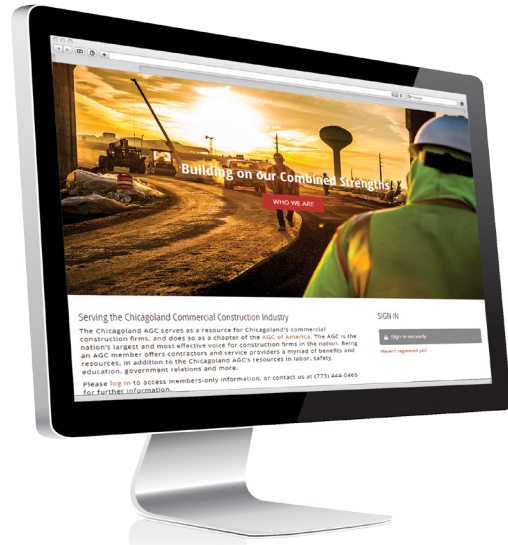 Building on our Combined Strengths
WHO WE ARE
Serving the Chicagoland Commercial Construction Industry
The Chicagoland AGC serves as a resource for Chicagoland's commercial
construction firms, and does so as a chapter of the AGC of America. The AGC is the
nation's largest and most effective voice for construction firms in the nation. Being
an AGC member offers contractors and service providers a myriad of benefits and
resources, in addition to the Chicagoland AGC's resources in labor, safety,
education, government relations and more.
Please log in to access members-only information, or contact us at (773) 444-0465
for further information.
SIGN IN
Sign in securely
Haven't registered yet?